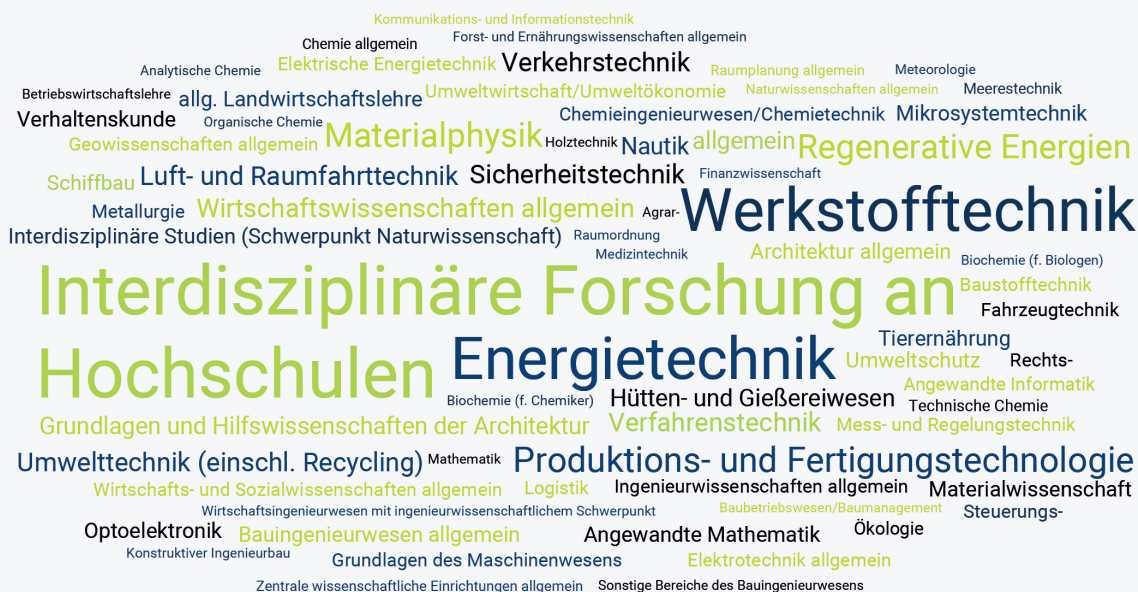 Kommunikations- und Informationstechnik
Chemie allgemein
Forst- und Ernährungswissenschaften allgemein
Analytische Chemie
Elektrische Energietechnik
Verkehrstechnik
Raumplanung allgemein
Meteorologie
Betriebswirtschaftslehre
allg. Landwirtschaftslehre
Umweltwirtschaft/Umweltökonomie
Naturwissenschaften allgemein
Meerestechnik
Verhaltenskunde
Organische Chemie
Chemieingenieurwesen/Chemietechnik
Mikrosystemtechnik
Geowissenschaften allgemein
Materialphysik
Holztechnik
Nautik
allgemein
Regenerative Energien
Schiffbau
Luft- und Raumfahrttechnik
Sicherheitstechnik
Finanzwissenschaft
Metallurgie
Wirtschaftswissenschaften allgemein
Agrar-
Werkstofftechnik
Interdisziplinäre Studien (Schwerpunkt Naturwissenschaft)
Raumordnung
Medizintechnik
Architektur allgemein
Biochemie (f. Biologen)
Interdisziplinäre Forschung an
Hochschulen
Baustofftechnik
Fahrzeugtechnik
Energietechnik
Tierernährung
Umweltschutz
Rechts-
Angewandte Informatik
Biochemie (f. Chemiker)
Hütten- und Gießereiwesen
Technische Chemie
Grundlagen und Hilfswissenschaften der Architektur
Verfahrenstechnik
Mess- und Regelungstechnik
Umwelttechnik (einschl. Recycling)
Mathematik
Produktions- und Fertigungstechnologie
Wirtschafts- und Sozialwissenschaften allgemein
Logistik
Ingenieurwissenschaften allgemein
Materialwissenschaft
Wirtschaftsingenieurwesen mit ingenieurwissenschaftlichem Schwerpunkt
Baubetriebswesen/Baumanagement
Steuerungs-
Optoelektronik
Bauingenieurwesen allgemein
Angewandte Mathematik
Ökologie
Konstruktiver Ingenieurbau
Grundlagen des Maschinenwesens
Elektrotechnik allgemein
Zentrale wissenschaftliche Einrichtungen allgemein
Sonstige Bereiche des Bauingenieurwesens